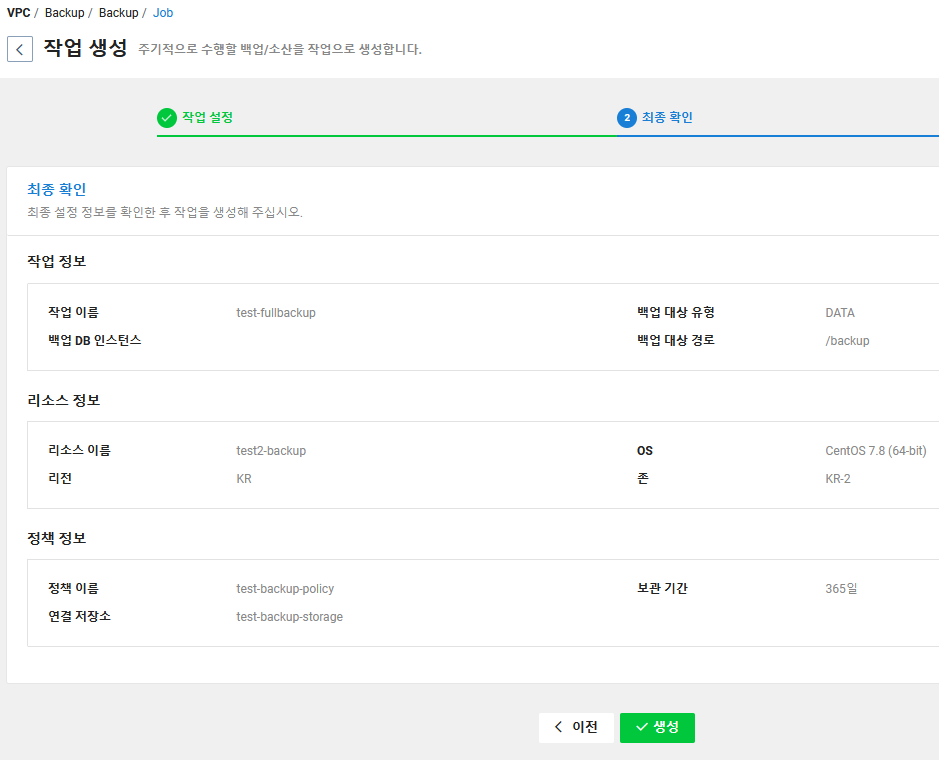 VPC / Backup / Backup / Job
작업 생성 주기적으로 수행할 백업/소산을 작업으로 생성합니다.
작업 설정
2 최종 확인
최종 확인
최종 설정 정보를 확인한 후 작업을 생성해 주십시오.
작업 정보
작업 이름 test-fullbackup 백업 대상 유형 DATA
백업 DB 인스턴스 백업 대상 경로 /backup
리소스 정보
리소스 이름 test2-backup OS CentOS 7.8 (64-bit)
리전 KR 존 KR-2
정책 정보
정책 이름 test-backup-policy 보관 기간 365일
연결 저장소 test-backup-storage
이전 생성